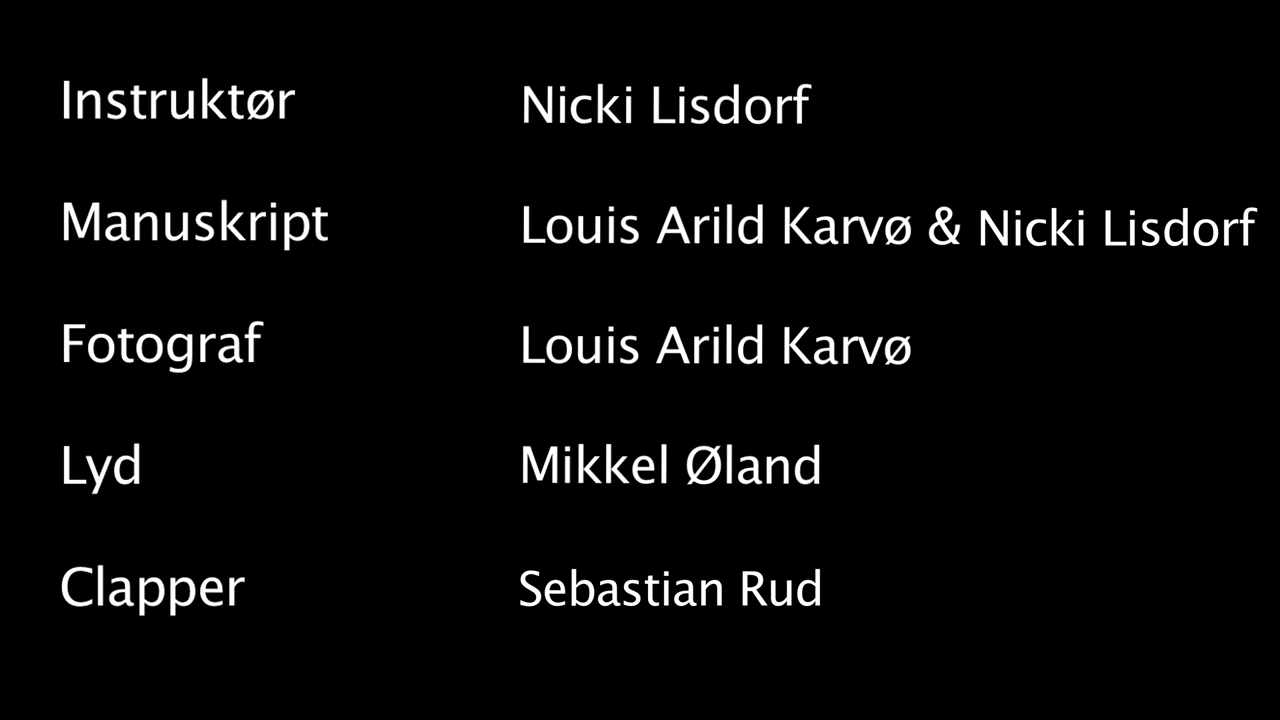 Instruktør Nicki Lisdorf
Manuskript Louis Arild Karvø & Nicki Lisdorf
Fotograf Louis Arild Karvø
Lyd Mikkel Øland
Clapper Sebastian Rud